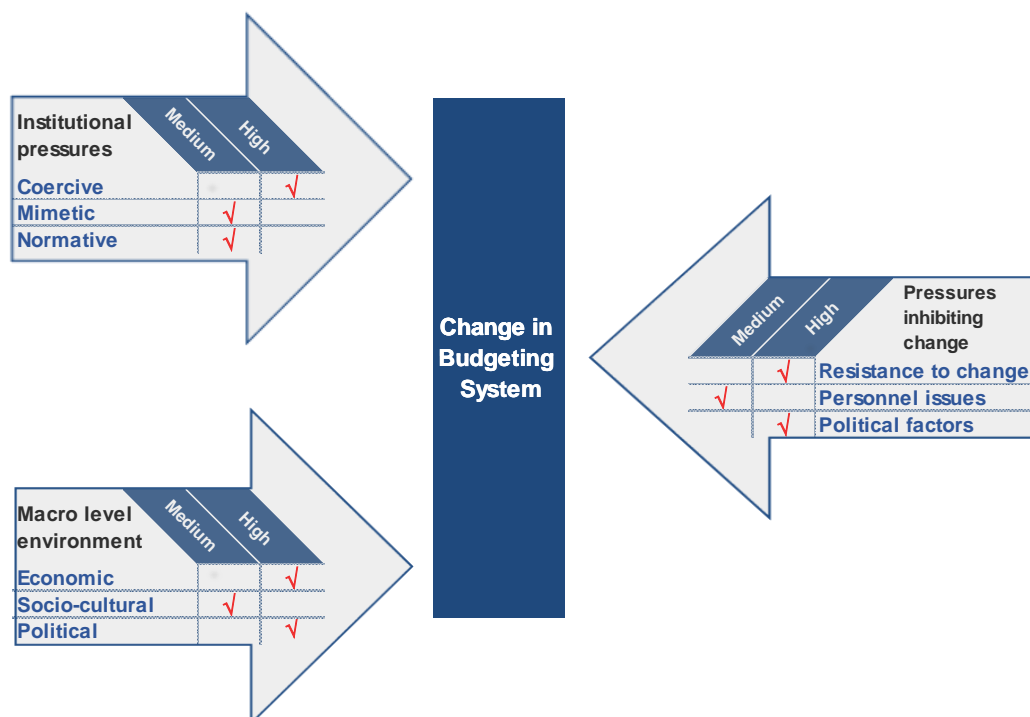 Institutional
pressures
Medium
High
Coercive √
Mimetic √
Normative √
Macro level
environment
Medium
High
Economic √
Socio-cultural √
Political √
Change in
Budgeting
System
Medium
High
Pressures
inhibiting
change
√ Resistance to change
√ Personnel issues
√ Political factors